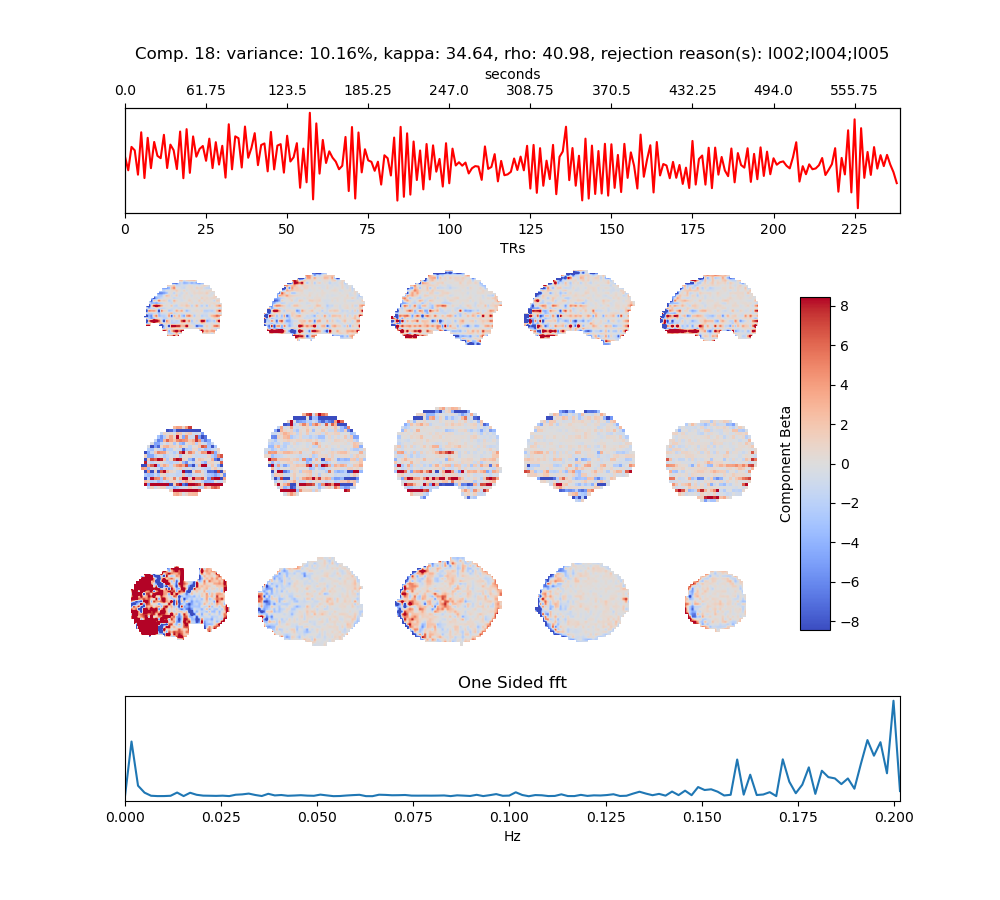 Comp. 18: variance: 10.16%, kappa: 34.64, rho: 40.98, rejection reason(s): I002;I004;I005
seconds
0.0 61.75 123.5 185.25 247.0 308.75 370.5 432.25 494.0 555.75
0 25 50 75 100 125 150 175 200 225
TRs
8
6
4
2
0
−2
−4
−6
−8
Component Beta
One Sided fft
0.000 0.025 0.050 0.075 0.100 0.125 0.150 0.175 0.200
Hz